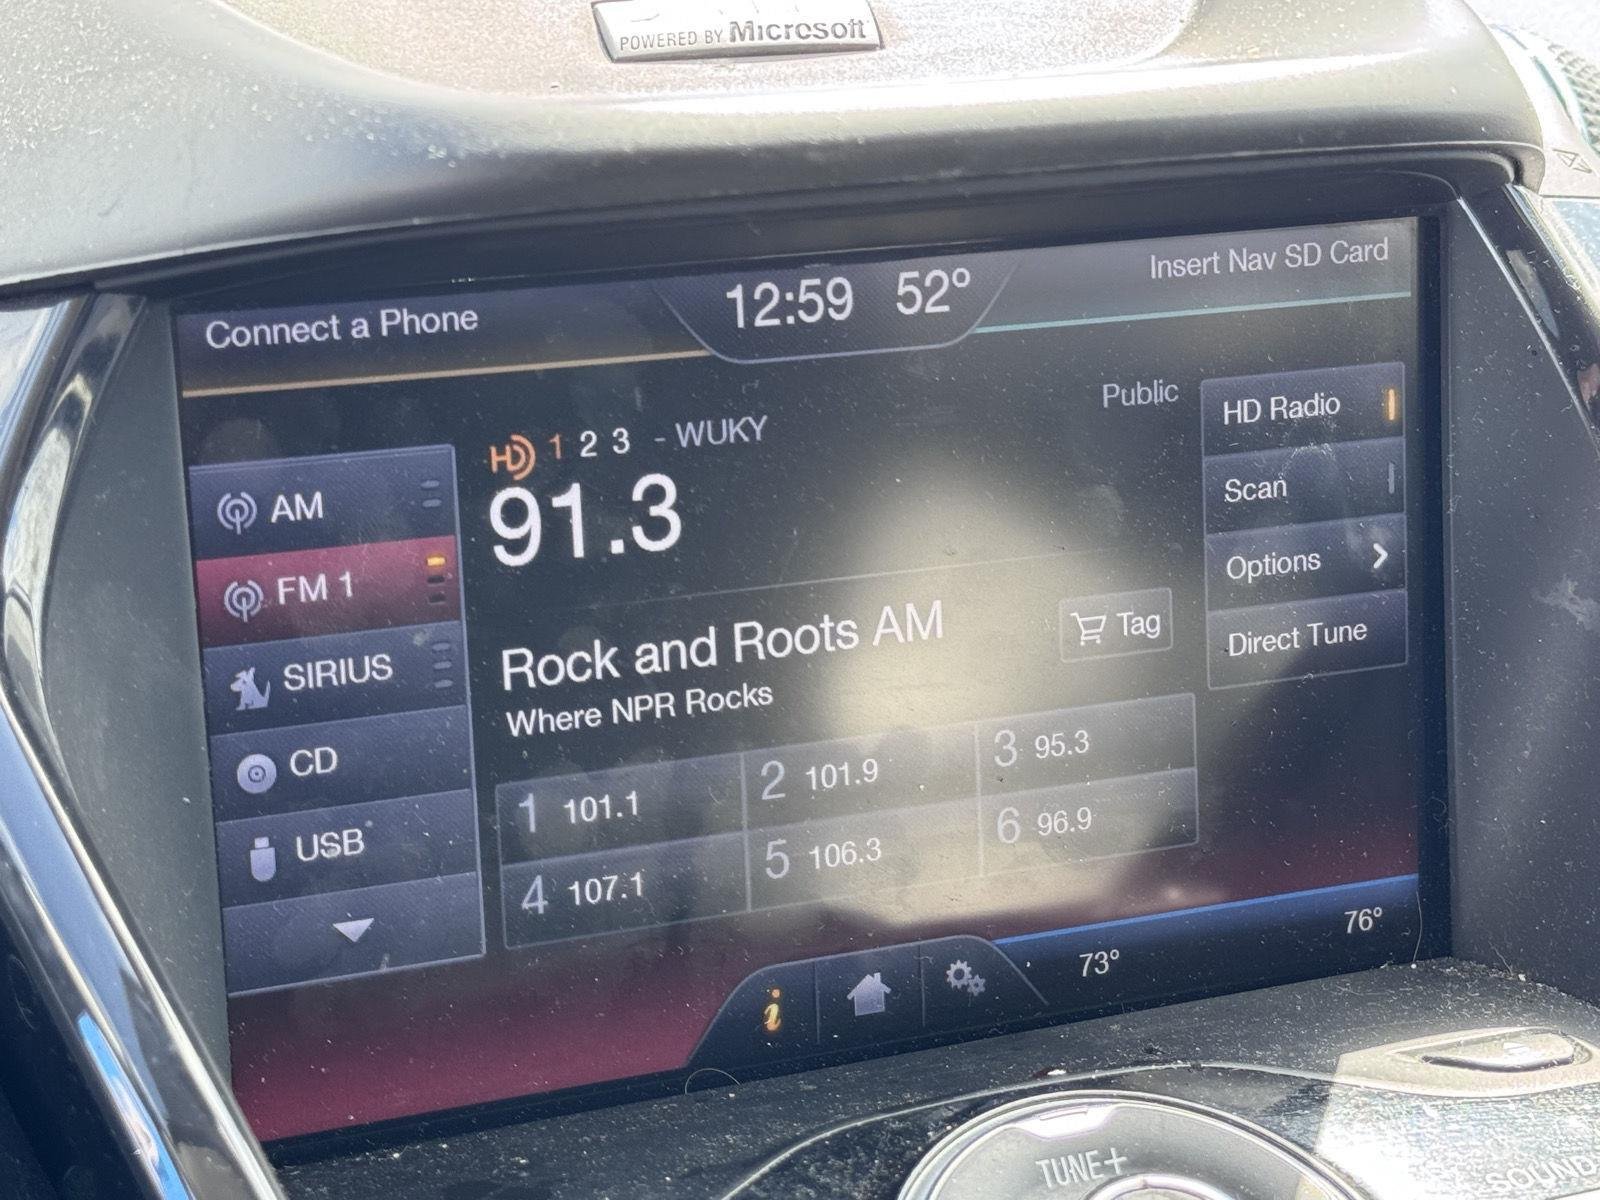 POWERED BY Microsoft
Connect a Phone
12:59 52°
Insert Nav SD Card
HD 1 2 3 - WUKY
Public
91.3
AM
FM 1
SIRIUS
CD
USB
Rock and Roots AM
Where NPR Rocks
Tag
HD Radio
Scan
Options
Direct Tune
1 101.1
2 101.9
3 95.3
4 107.1
5 106.3
6 96.9
i
73°
76°
TUNE+
SOUND